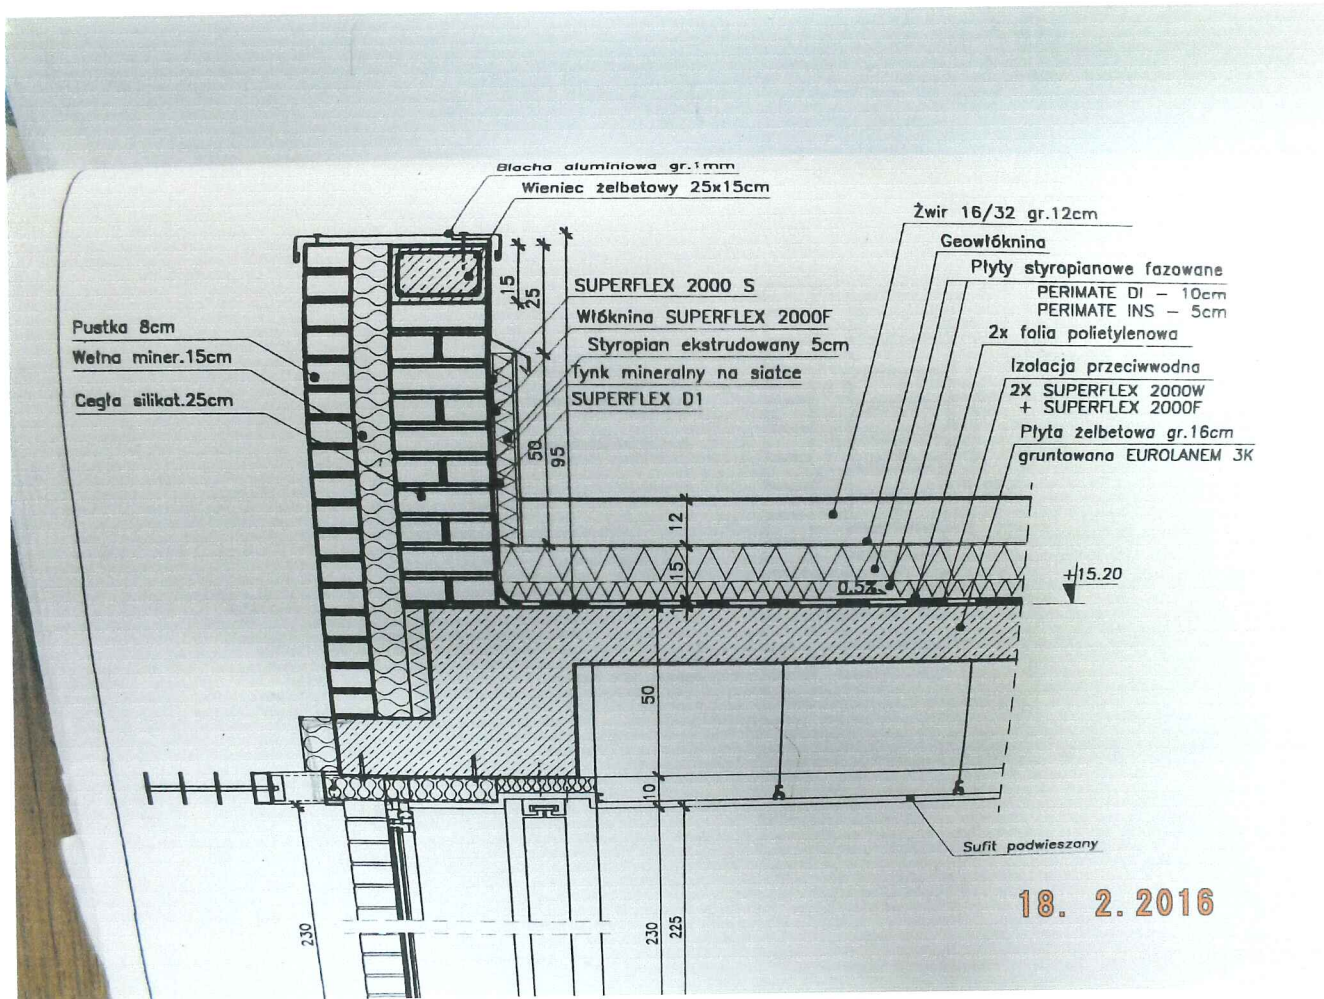 Blacha aluminiowa gr.1mm
Wieniec żelbetowy 25x15cm
Żwir 16/32 gr.12cm
Geowłóknina
Płyty styropianowe fazowane
PERIMATE DI – 10cm
PERIMATE INS – 5cm
2x folia polietylenowa
Izolacja przeciwwodna
2X SUPERFLEX 2000W
+ SUPERFLEX 2000F
Płyta żelbetowa gr.16cm
gruntowana EUROLANEM 3K
SUPERFLEX 2000 S
Włóknina SUPERFLEX 2000F
Styropian ekstrudowany 5cm
Tynk mineralny na siatce
SUPERFLEX D1
Pustka 8cm
Wełna miner.15cm
Cegła silikat.25cm
15
25
50
95
12
15
1
0.5%
+15.20
50
10
Sufit podwieszany
230
230
225
18. 2. 2016